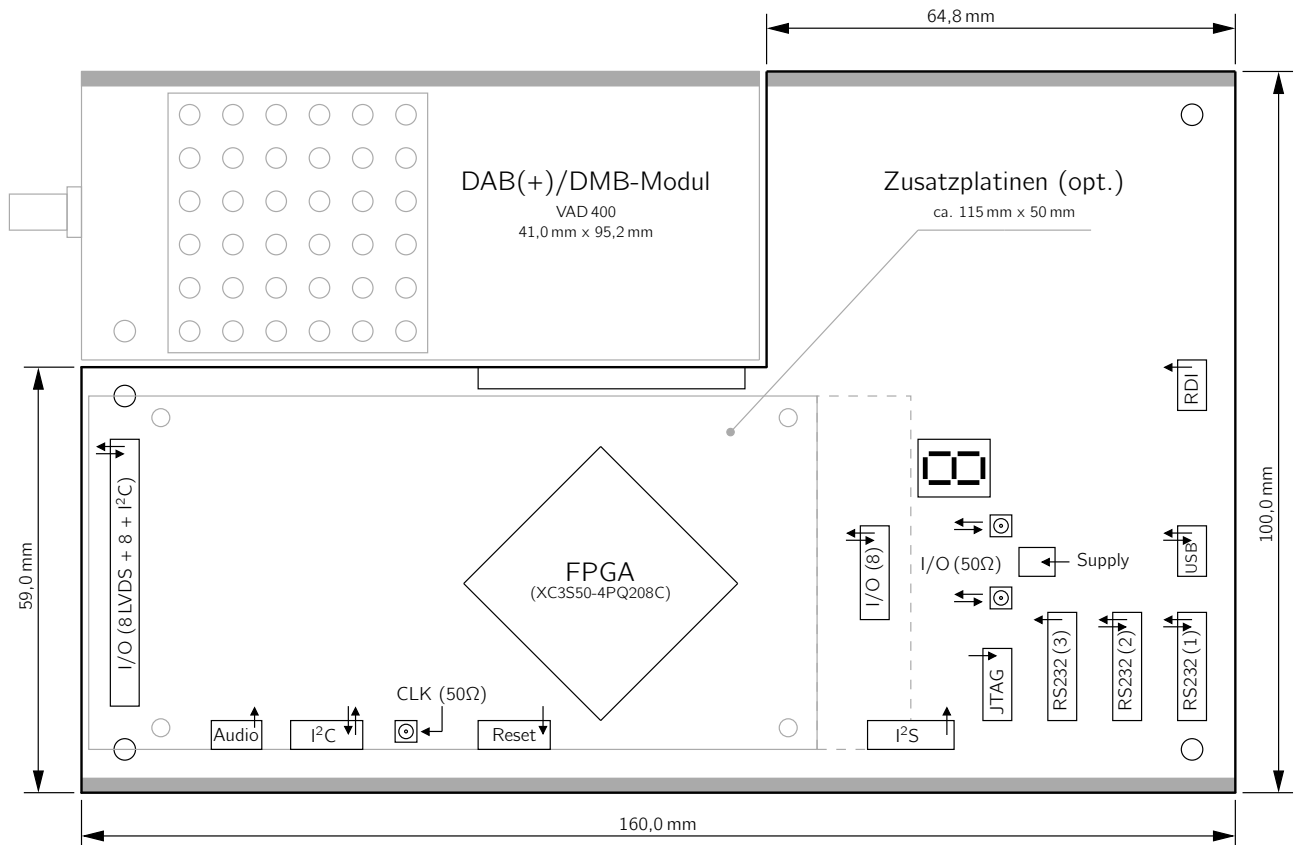 64,8 mm
DAB(+)/DMB-Modul
VAD 400
41,0 mm x 95,2 mm
Zusatzplatinen (opt.)
ca. 115 mm x 50 mm
RDI
100,0 mm
59,0 mm
I/O (8 LVDS + 8 + I²C)
FPGA
(XC3S50-4PQ208C)
I/O (8)
I/O (50Ω)
Supply
USB
CLK (50Ω)
JTAG
RS232 (3)
RS232 (2)
RS232 (1)
Audio
I²C
Reset
I²S
160,0 mm